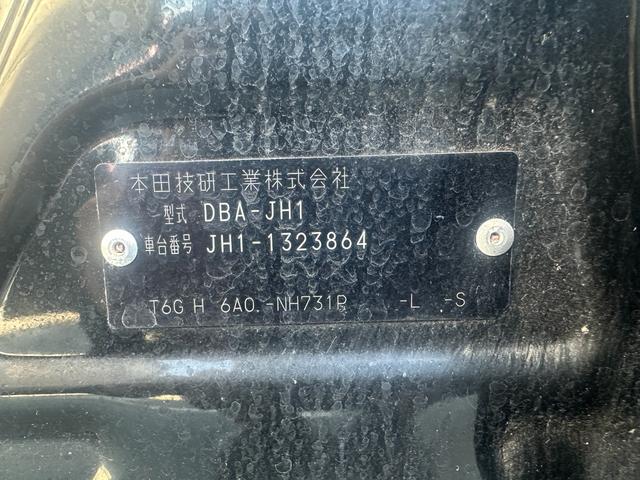 本田技研工業株式会社
型式 DBA-JH1
車台番号 JH1-1323864
T6G H 6A0.-NH731P -L -S